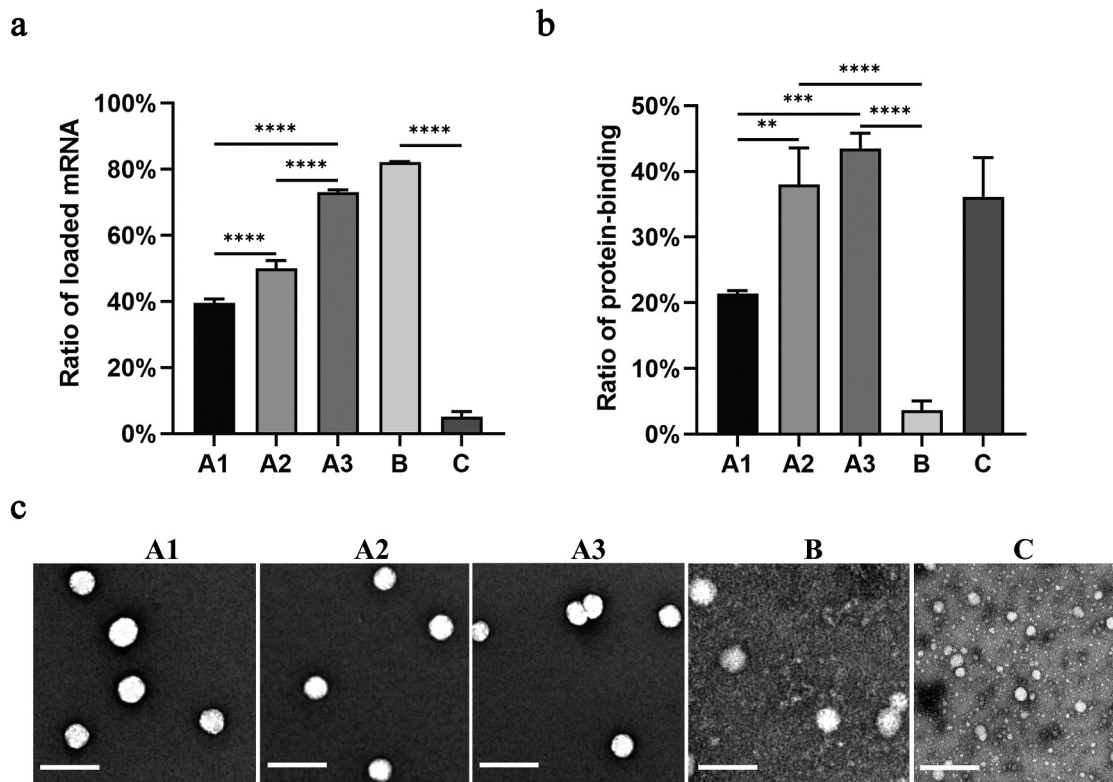 a
100%
80%
60%
40%
20%
0%
Ratio of loaded mRNA
****
****
****
****
A1 A2 A3 B C
b
50%
40%
30%
20%
10%
0%
Ratio of protein-binding
****
***
**
****
A1 A2 A3 B C
c
A1 A2 A3 B C